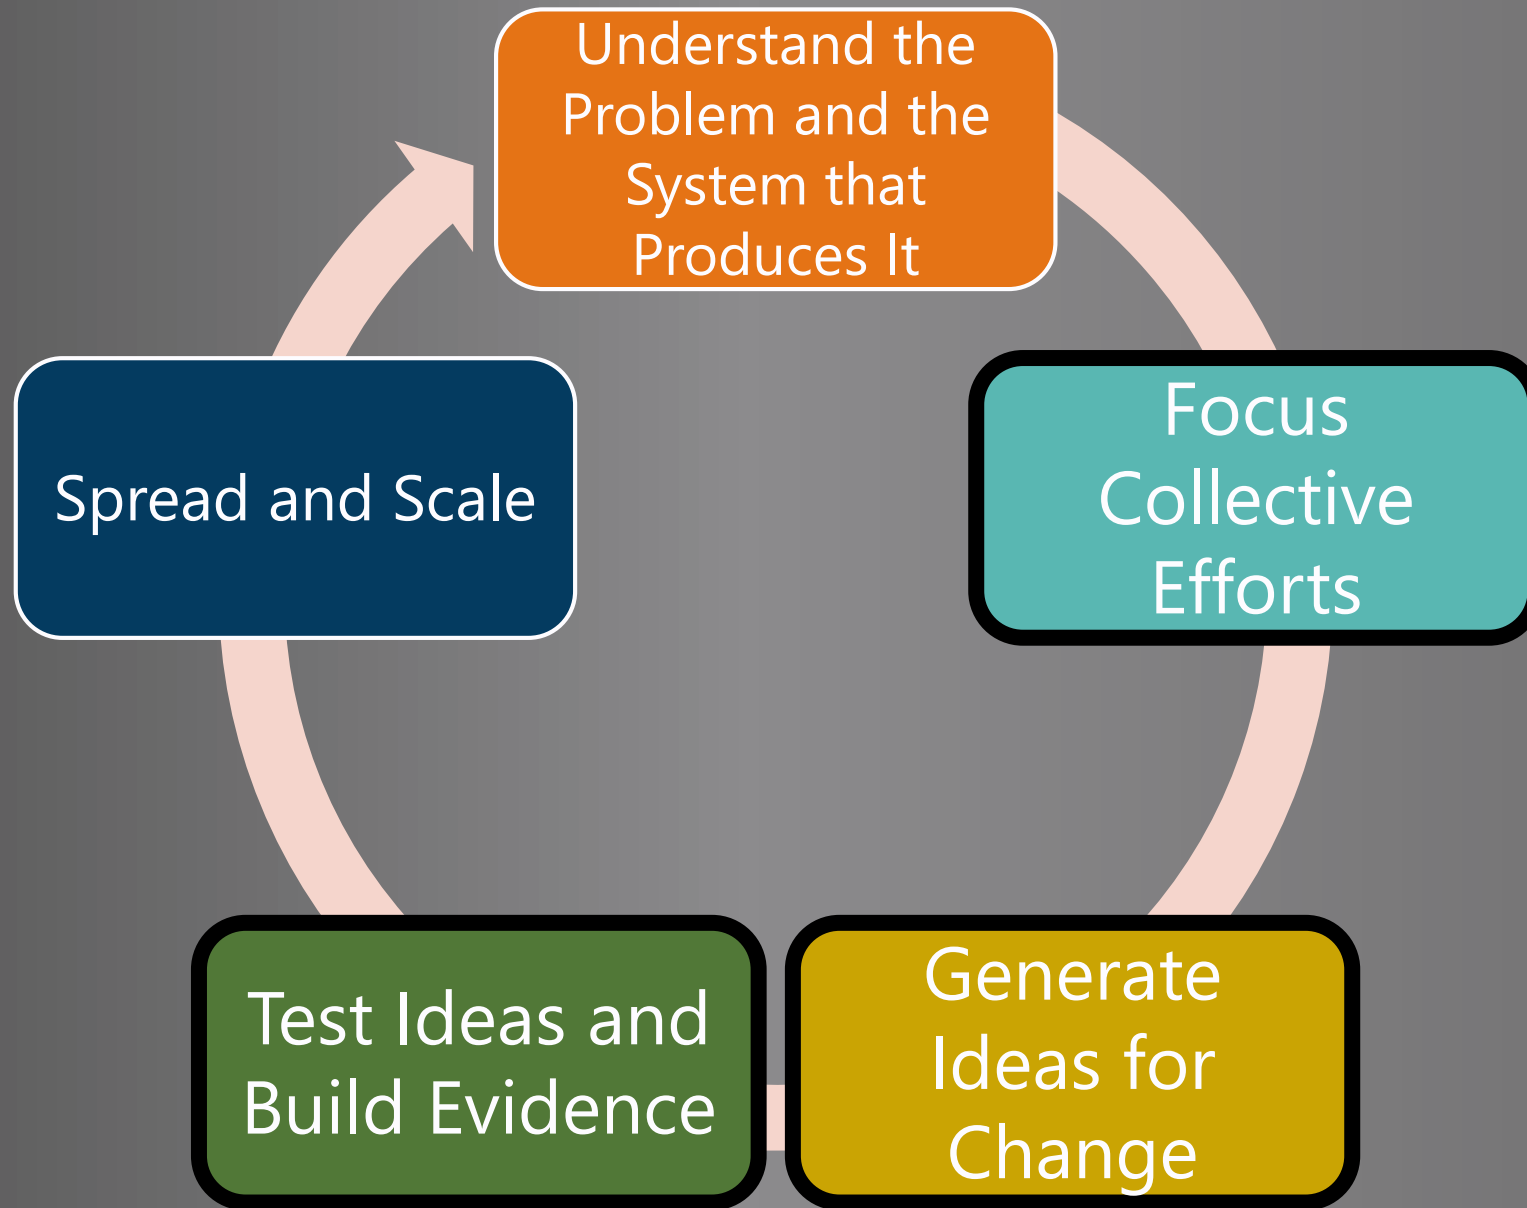 Understand the
Problem and the
System that
Produces It
Focus
Collective
Efforts
Generate
Ideas for
Change
Test Ideas and
Build Evidence
Spread and Scale